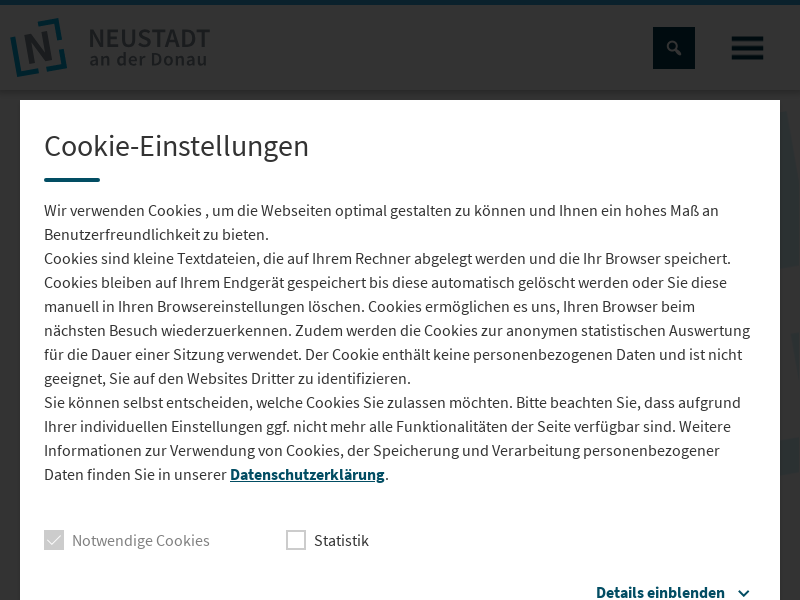 N NEUSTADT
an der Donau
Cookie-Einstellungen
Wir verwenden Cookies , um die Webseiten optimal gestalten zu können und Ihnen ein hohes Maß an
Benutzerfreundlichkeit zu bieten.
Cookies sind kleine Textdateien, die auf Ihrem Rechner abgelegt werden und die Ihr Browser speichert.
Cookies bleiben auf Ihrem Endgerät gespeichert bis diese automatisch gelöscht werden oder Sie diese
manuell in Ihren Browsereinstellungen löschen. Cookies ermöglichen es uns, Ihren Browser beim
nächsten Besuch wiederzuerkennen. Zudem werden die Cookies zur anonymen statistischen Auswertung
für die Dauer einer Sitzung verwendet. Der Cookie enthält keine personenbezogenen Daten und ist nicht
geeignet, Sie auf den Websites Dritter zu identifizieren.
Sie können selbst entscheiden, welche Cookies Sie zulassen möchten. Bitte beachten Sie, dass aufgrund
Ihrer individuellen Einstellungen ggf. nicht mehr alle Funktionalitäten der Seite verfügbar sind. Weitere
Informationen zur Verwendung von Cookies, der Speicherung und Verarbeitung personenbezogener
Daten finden Sie in unserer Datenschutzerklärung.
Notwendige Cookies Statistik
Details einblenden